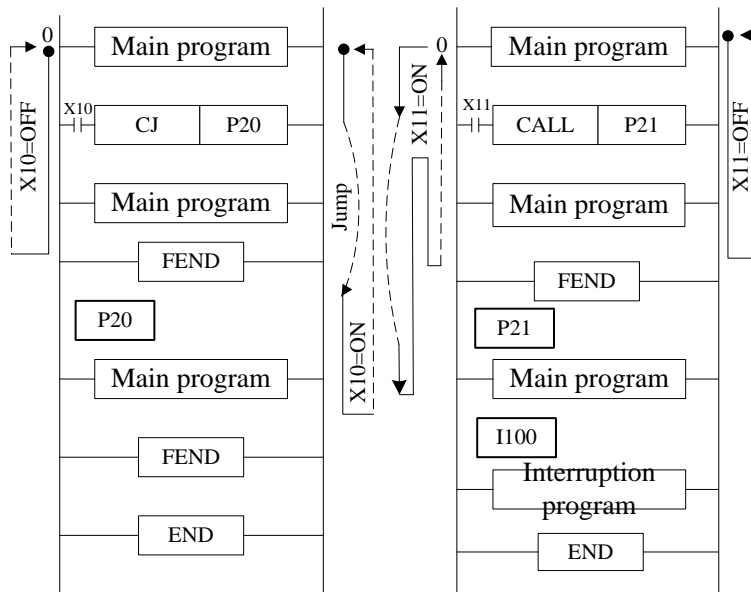 0
Main program
X10
CJ
P20
X10=OFF
Main program
Jump
FEND
P20
X10=ON
Main program
FEND
END
0
Main program
X11=ON
X11
CALL
P21
X11=OFF
Main program
FEND
P21
Main program
I100
Interruption
program
END